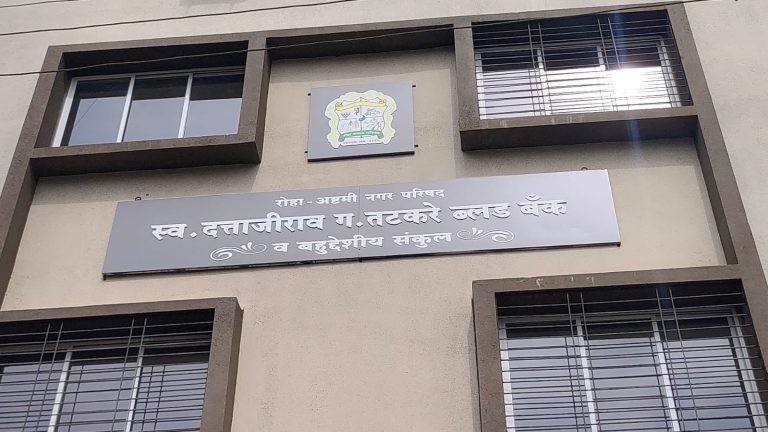 रोहा - अष्टमी नगर परिषद
स्व. दत्ताजीराव ग. तटकरे ब्लड बँक
व बहुद्देशीय संकुल